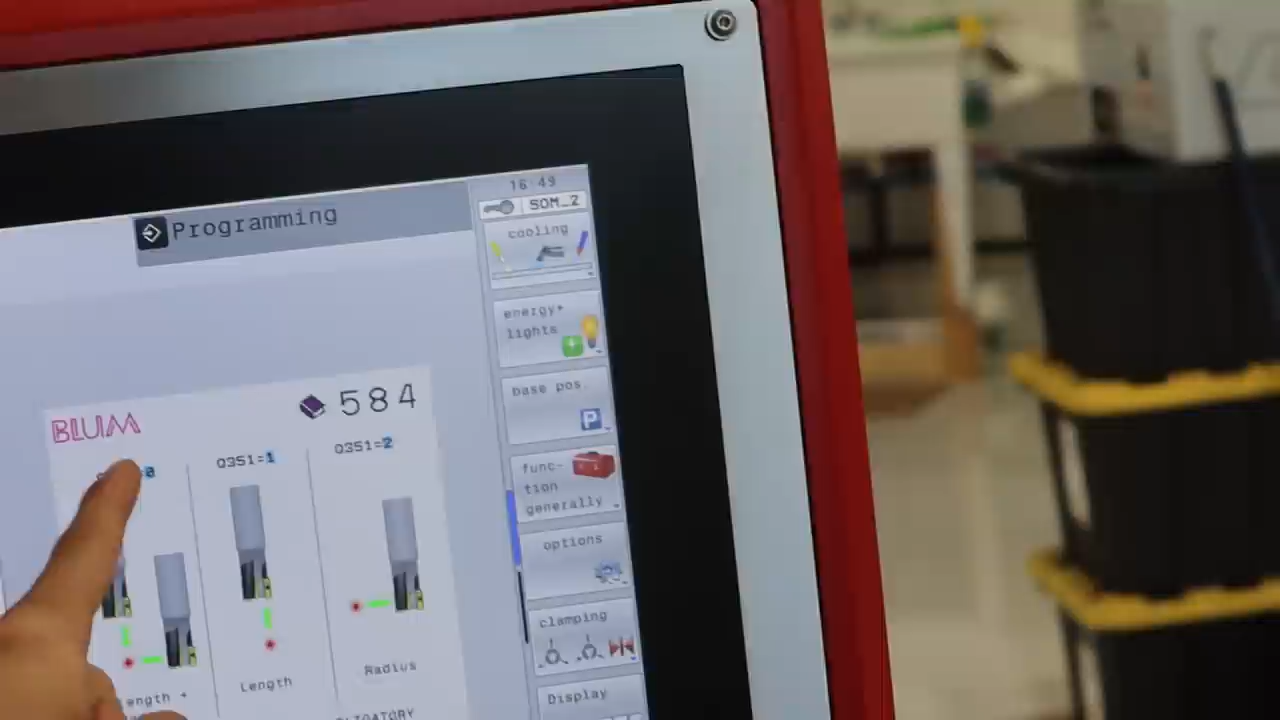 16:49
SOM_2
Programming
cooling
energy+
lights
base pos.
P
584
BLUM
Q351=1
Q351=2
func-
tion
generally
options
clamping
Length
Radius
Display